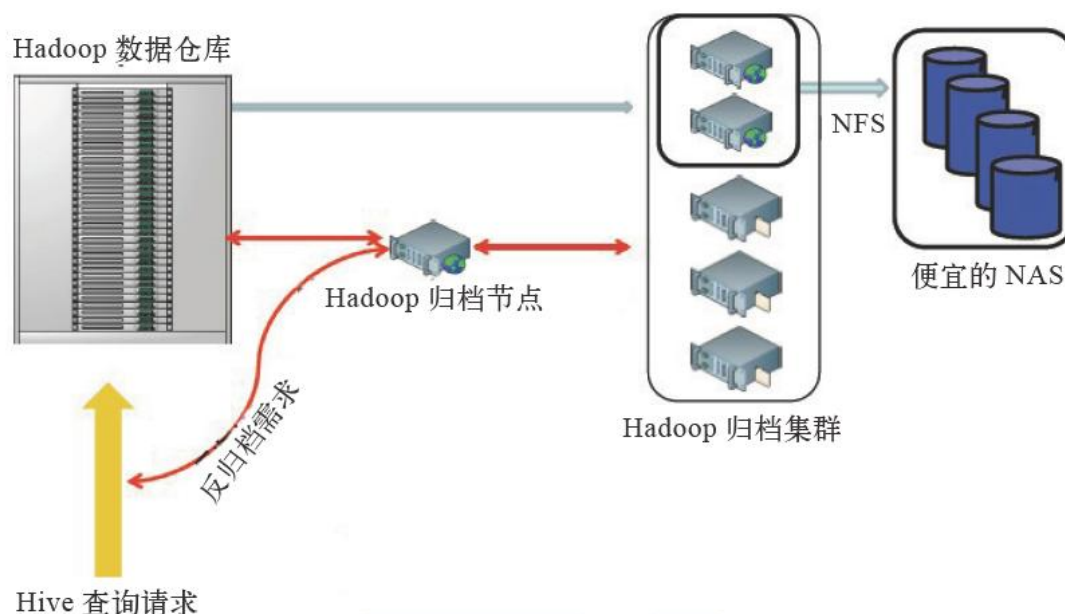 Hadoop 数据仓库
NFS
便宜的 NAS
Hadoop 归档节点
Hadoop 归档集群
反归档需求
Hive 查询请求